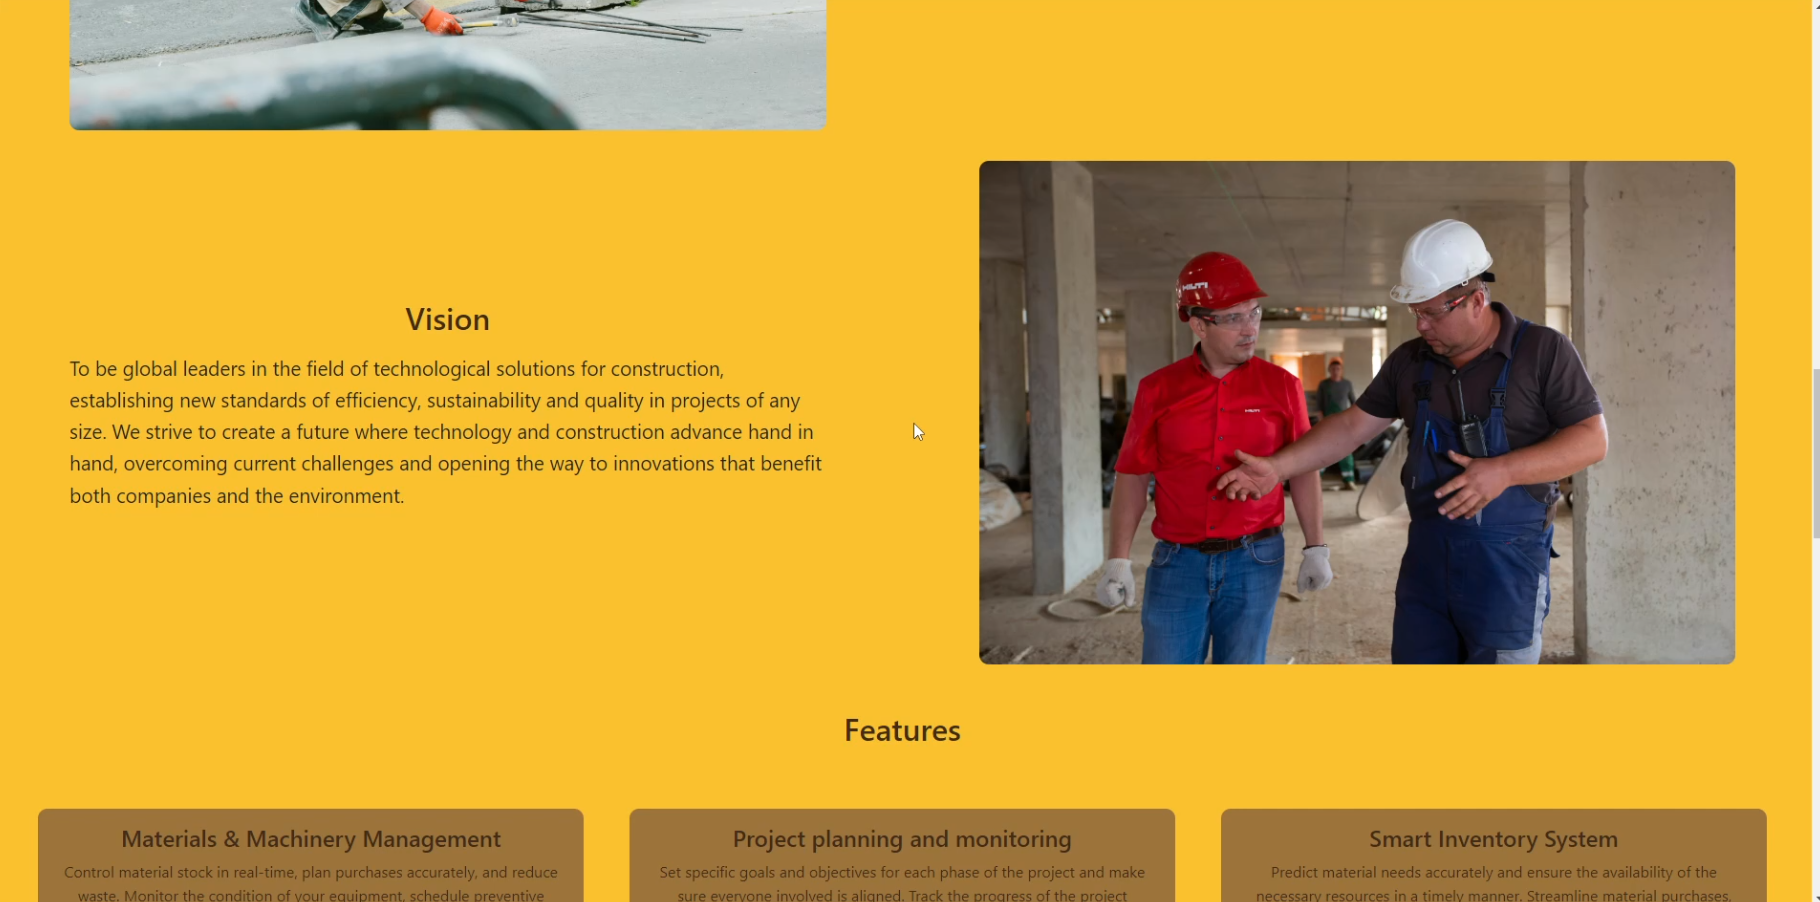 HILTI
HILTI
Vision
To be global leaders in the field of technological solutions for construction,
establishing new standards of efficiency, sustainability and quality in projects of any
size. We strive to create a future where technology and construction advance hand in
hand, overcoming current challenges and opening the way to innovations that benefit
both companies and the environment.
Features
Materials & Machinery Management
Control material stock in real-time, plan purchases accurately, and reduce
waste. Monitor the condition of your equipment, schedule preventive
Project planning and monitoring
Set specific goals and objectives for each phase of the project and make
sure everyone involved is aligned. Track the progress of the project
Smart Inventory System
Predict material needs accurately and ensure the availability of the
necessary resources in a timely manner. Streamline material purchases,